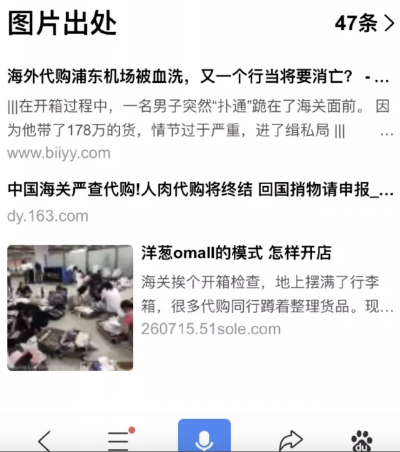 图片出处
47条
海外代购浦东机场被血洗，又一个行当将要消亡？ - ...
|||在开箱过程中，一名男子突然“扑通”跪在了海关面前。 因
为他带了178万的货，情节过于严重，进了缉私局 ||| ...
www.biiyy.com
中国海关严查代购!人肉代购将终结 回国捎物请申报_...
dy.163.com
洋葱omall的模式 怎样开店
海关挨个开箱检查，地上摆满了行李
箱，很多代购同行蹲着整理货品。现...
260715.51sole.com
du